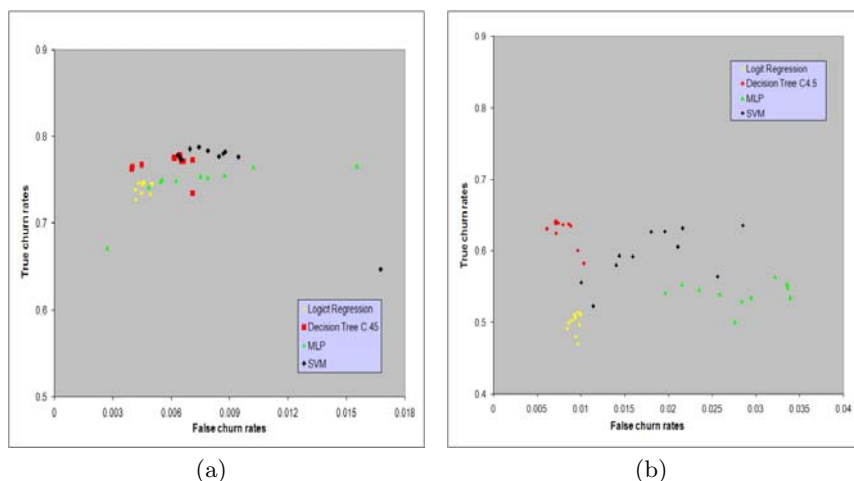 0.9
0.8
0.7
0.6
0.5
0
0.003
0.006
0.009
0.012
0.015
0.018
True churn rates
False churn rates
Logict Regression
Decision Tree C.45
MLP
SVM
(a)
0.9
0.8
0.7
0.6
0.5
0.4
0.005
0.01
0.015
0.02
0.025
0.03
0.035
0.04
True churn rates
False churn rates
Logit Regression
Decision Tree C4.5
MLP
SVM
(b)